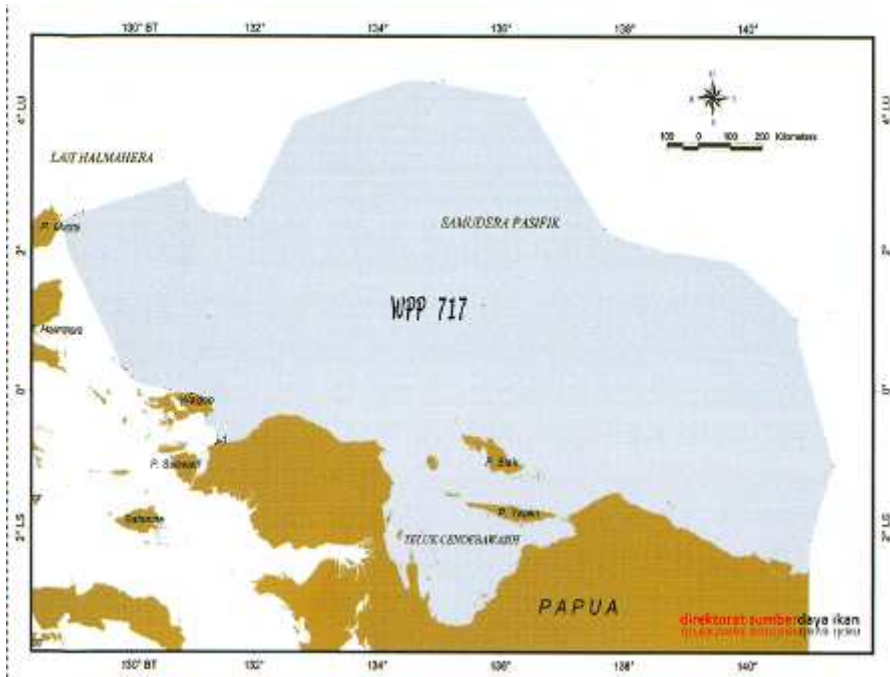 130° BT 132° 134° 136° 138° 140°
4° LU
4° LU
100 0 100 200 Kilometers
LAUT HALMAHERA
SAMUDERA PASIFIK
2°
2°
WPP 717
0°
0°
Waigeo
P. Salawati
P. Biak
P. Yapen
2° LS
2° LS
TELUK CENDERAWASIH
PAPUA
direktorat sumberdaya ikan
130° BT 132° 134° 136° 138° 140°